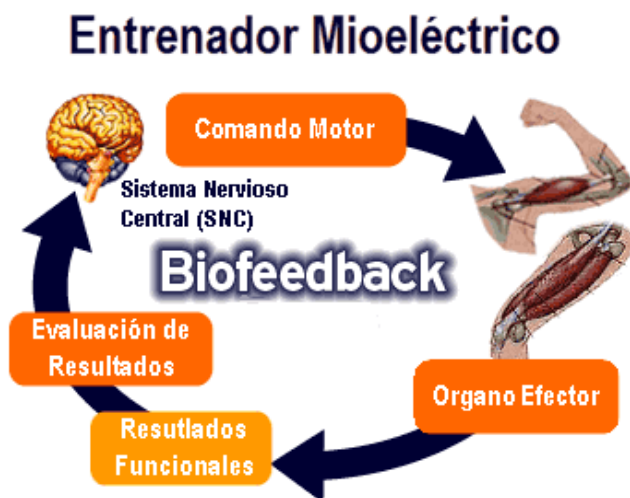 Entrenador Mioeléctrico
Comando Motor
Sistema Nervioso
Central (SNC)
Biofeedback
Evaluación de
Resultados
Organo Efector
Resutlados
Funcionales